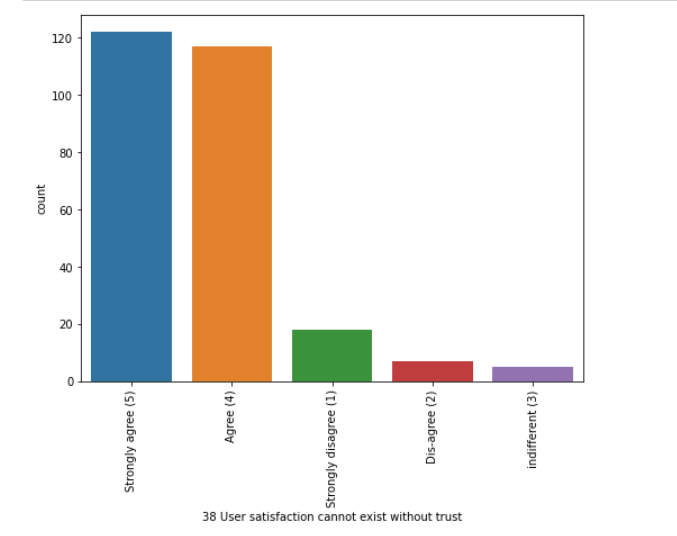 120
100
80
60
40
20
0
count
Strongly agree (5)
Agree (4)
Strongly disagree (1)
Dis-agree (2)
indifferent (3)
38 User satisfaction cannot exist without trust